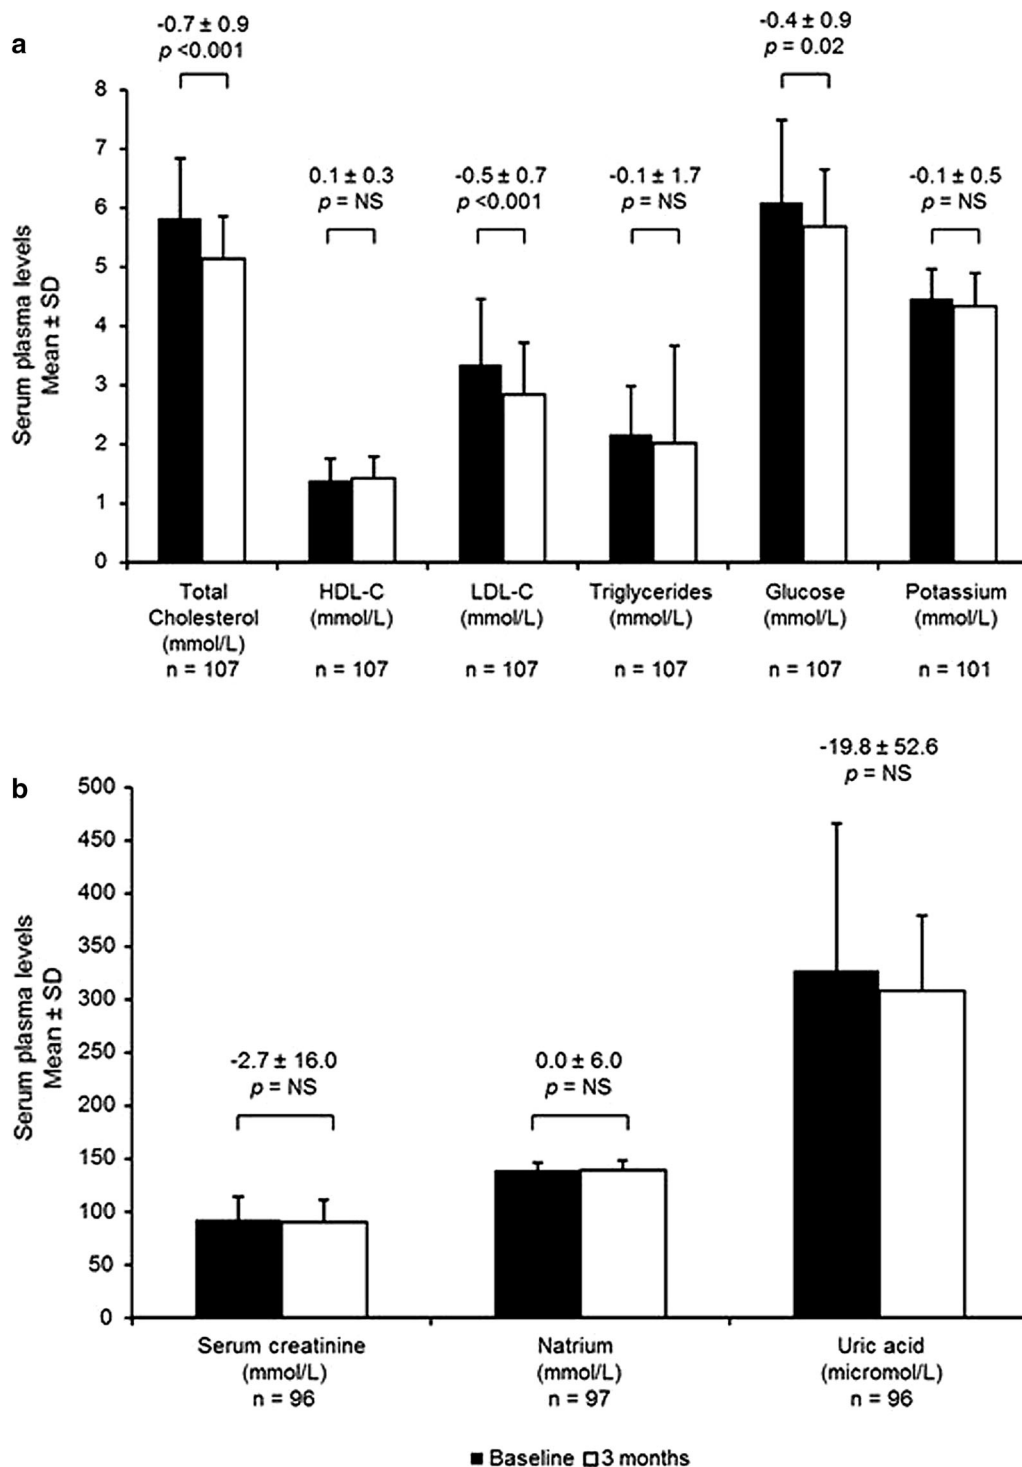 a
-0.7 ± 0.9
p <0.001
-0.4 ± 0.9
p = 0.02
0.1 ± 0.3
p = NS
-0.5 ± 0.7
p <0.001
-0.1 ± 1.7
p = NS
-0.1 ± 0.5
p = NS
Serum plasma levels
Mean ± SD
8
7
6
5
4
3
2
1
0
Total
Cholesterol
(mmol/L)
n = 107
HDL-C
(mmol/L)
n = 107
LDL-C
(mmol/L)
n = 107
Triglycerides
(mmol/L)
n = 107
Glucose
(mmol/L)
n = 107
Potassium
(mmol/L)
n = 101
b
-19.8 ± 52.6
p = NS
-2.7 ± 16.0
p = NS
0.0 ± 6.0
p = NS
Serum plasma levels
Mean ± SD
500
450
400
350
300
250
200
150
100
50
0
Serum creatinine
(mmol/L)
n = 96
Natrium
(mmol/L)
n = 97
Uric acid
(micromol/L)
n = 96
Baseline
3 months